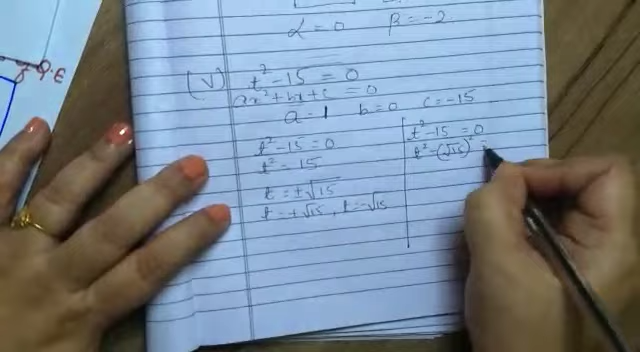 α = 0 β = -2
(V) t² - 15 = 0
ax² + bx + c = 0
a = 1 b = 0 c = -15
t² - 15 = 0
t² = 15
t = ±√15
t = +√15, t = -√15
t² - 15 = 0
t² - (√15)² =